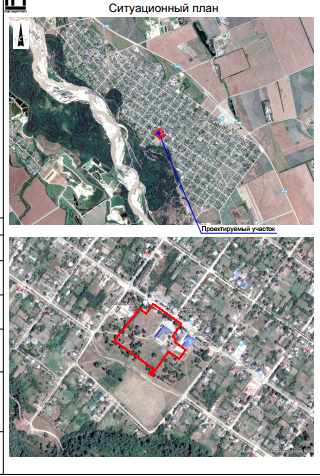 Ситуационный план
Проектируемый участок